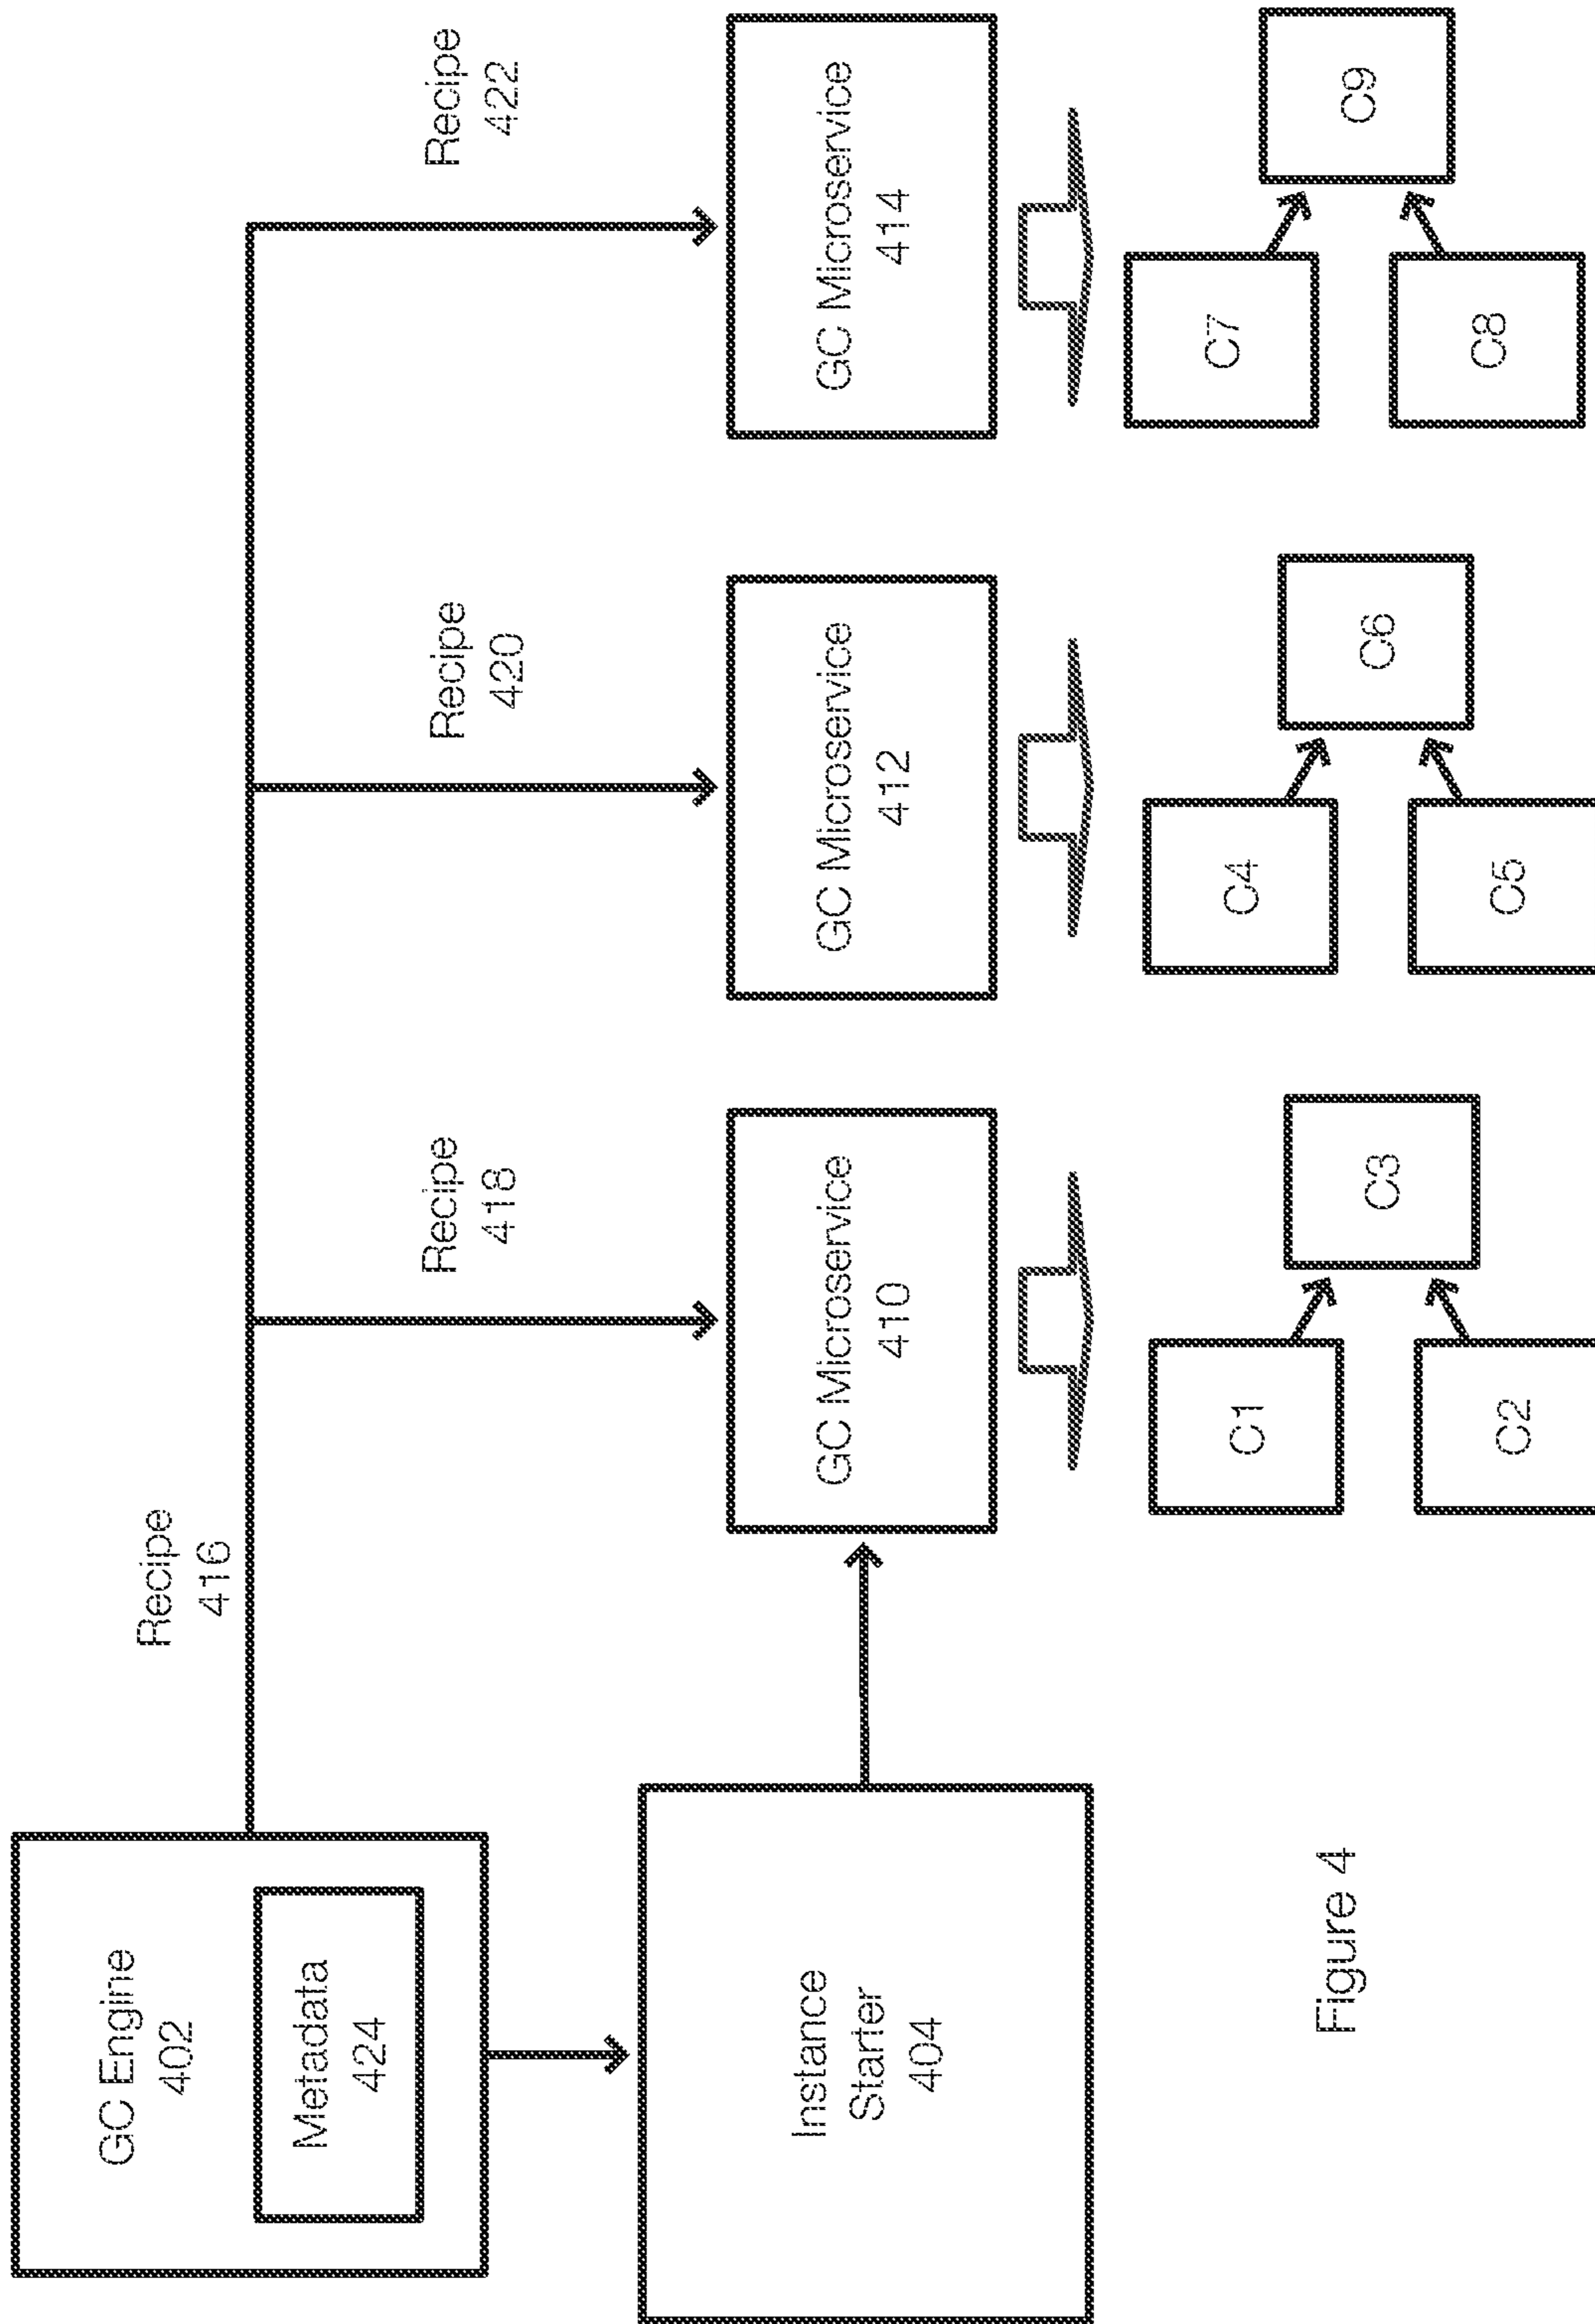 GC Engine
402
Metadata
424
Recipe
416
Instance
Starter
404
Recipe
418
Recipe
420
Recipe
422
GC Microservice
410
GC Microservice
412
GC Microservice
414
C1
C2
C3
C4
C5
C6
C7
C8
C9
Figure 4